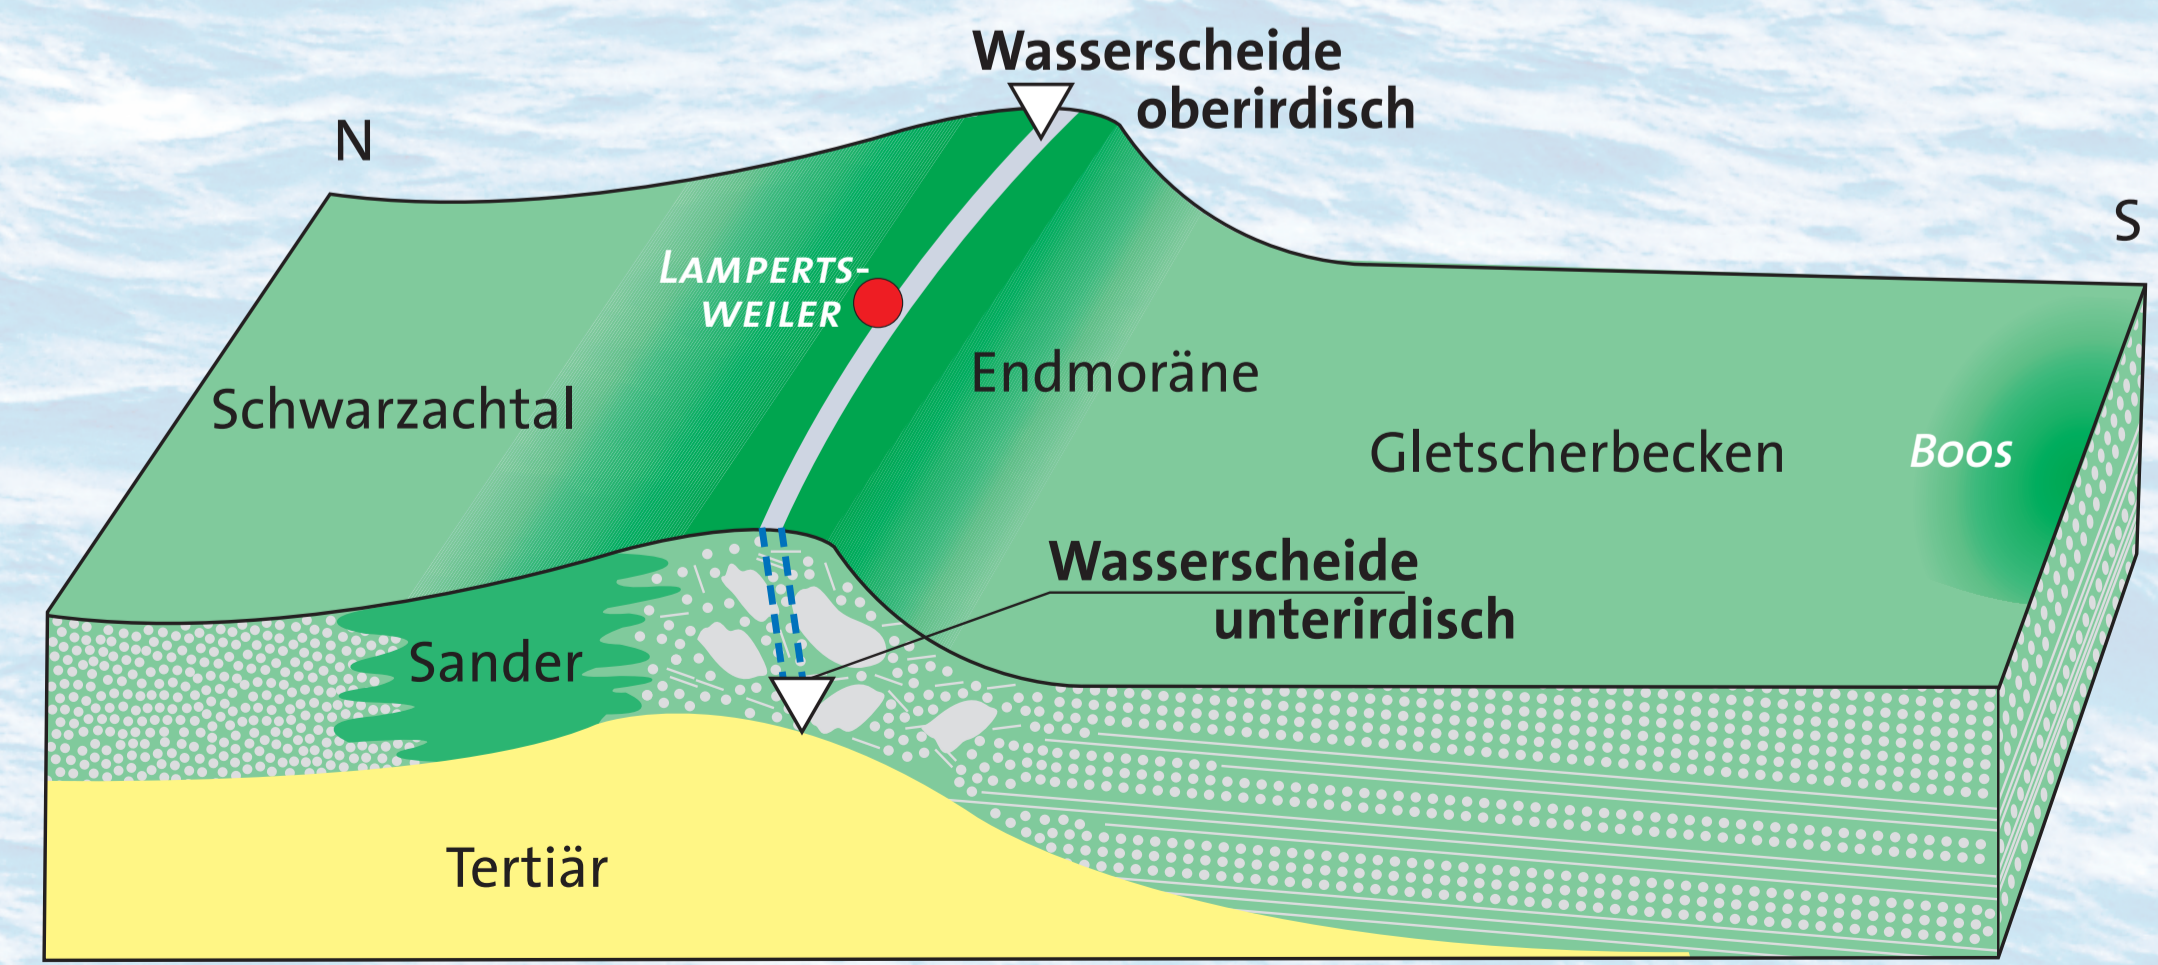 Wasserscheide
oberirdisch
N
S
LAMPERTS-
WEILER
Endmoräne
Schwarzachtal
Gletscherbecken
BOOS
Wasserscheide
unterirdisch
Sander
Tertiär